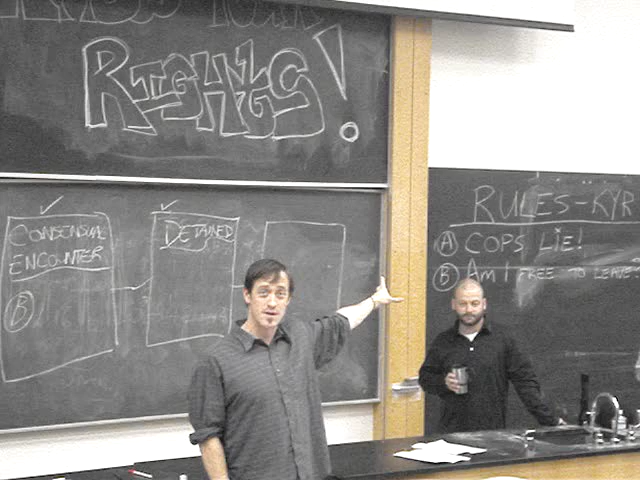 RIGHTS!
CONSENSUAL
ENCOUNTER
B
DETAINED
RULES-KYR
A COPS LIE!
B AM I FREE TO LEAVE?